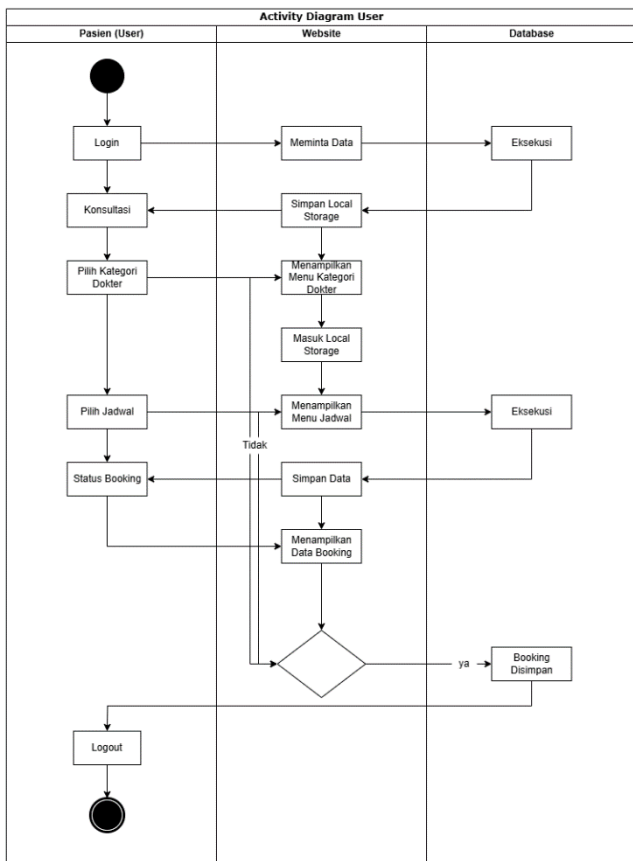 Activity Diagram User
Pasien (User)
Website
Database
Login
Meminta Data
Eksekusi
Konsultasi
Simpan Local
Storage
Pilih Kategori
Dokter
Menampilkan
Menu Kategori
Dokter
Masuk Local
Storage
Pilih Jadwal
Menampilkan
Menu Jadwal
Eksekusi
Tidak
Status Booking
Simpan Data
Menampilkan
Data Booking
ya
Booking
Disimpan
Logout